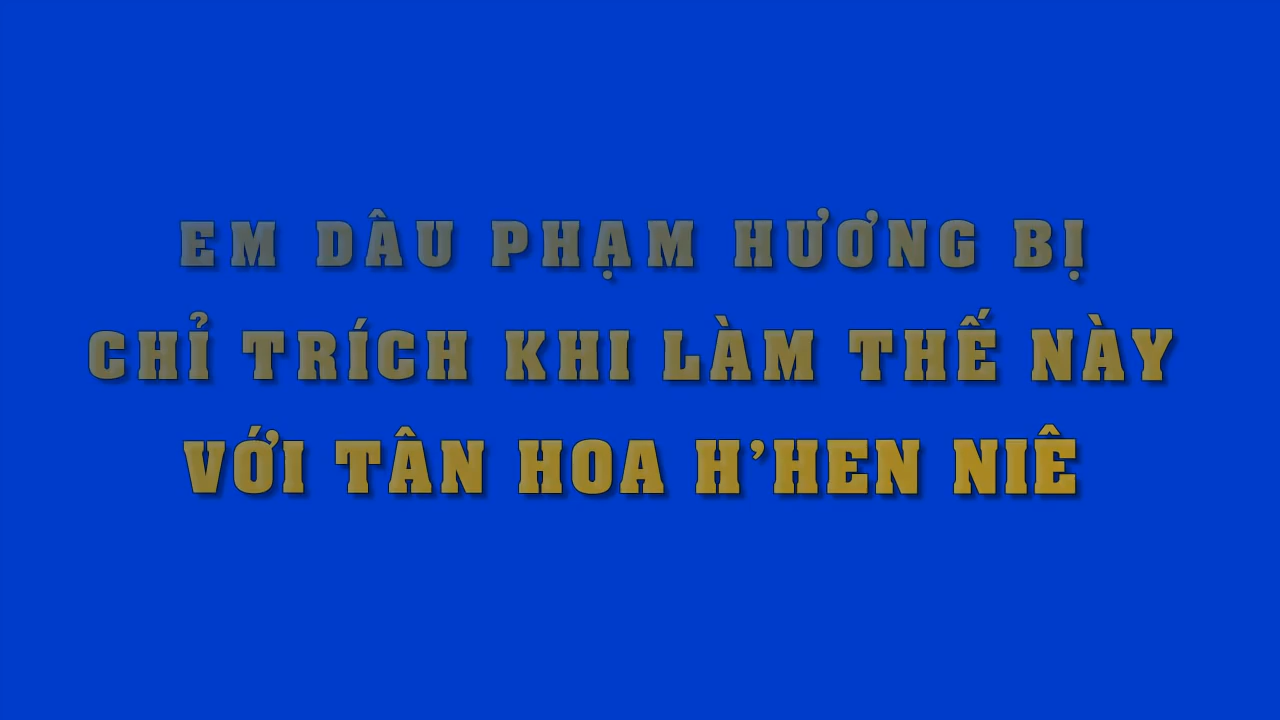 EM DÂU PHẠM HƯƠNG BỊ
CHỈ TRÍCH KHI LÀM THẾ NÀY
VỚI TÂN HOA H'HEN NIÊ